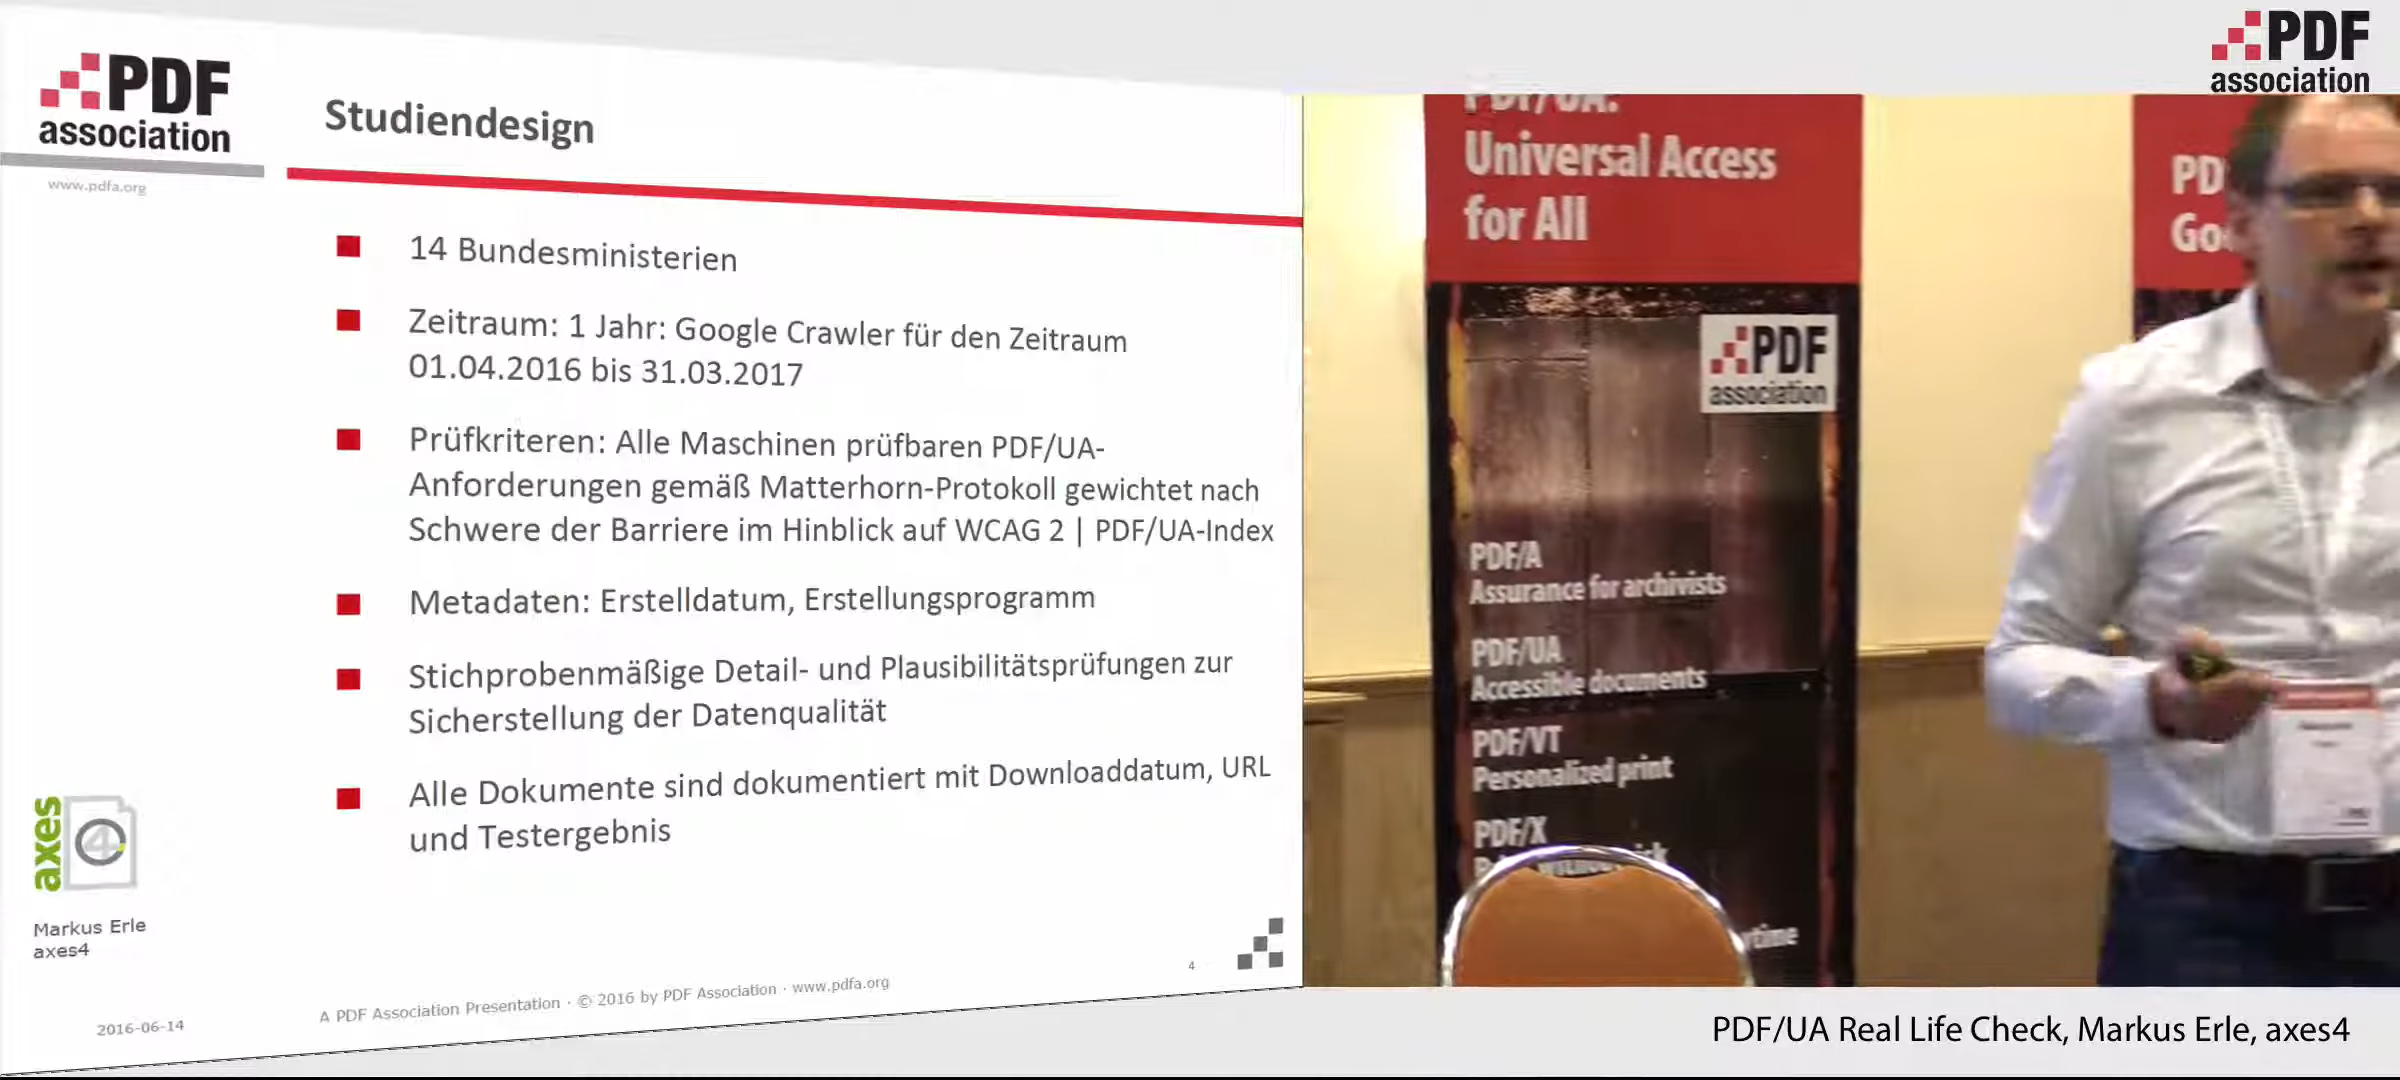 PDF
association
www.pdfa.org
Studiendesign
14 Bundesministerien
Zeitraum: 1 Jahr: Google Crawler für den Zeitraum
01.04.2016 bis 31.03.2017
Prüfkriteren: Alle Maschinen prüfbaren PDF/UA-
Anforderungen gemäß Matterhorn-Protokoll gewichtet nach
Schwere der Barriere im Hinblick auf WCAG 2 | PDF/UA-Index
Metadaten: Erstelldatum, Erstellungsprogramm
Stichprobenmäßige Detail- und Plausibilitätsprüfungen zur
Sicherstellung der Datenqualität
Alle Dokumente sind dokumentiert mit Downloaddatum, URL
und Testergebnis
axes
4
Markus Erle
axes4
4
A PDF Association Presentation · © 2016 by PDF Association · www.pdfa.org
2016-06-14
PDF
association
PDF/UA:
Universal Access
for All
PDF
association
PDF/A
Assurance for archivists
PDF/UA
Accessible documents
PDF/VT
Personalized print
PDF/X
PDF/UA Real Life Check, Markus Erle, axes4